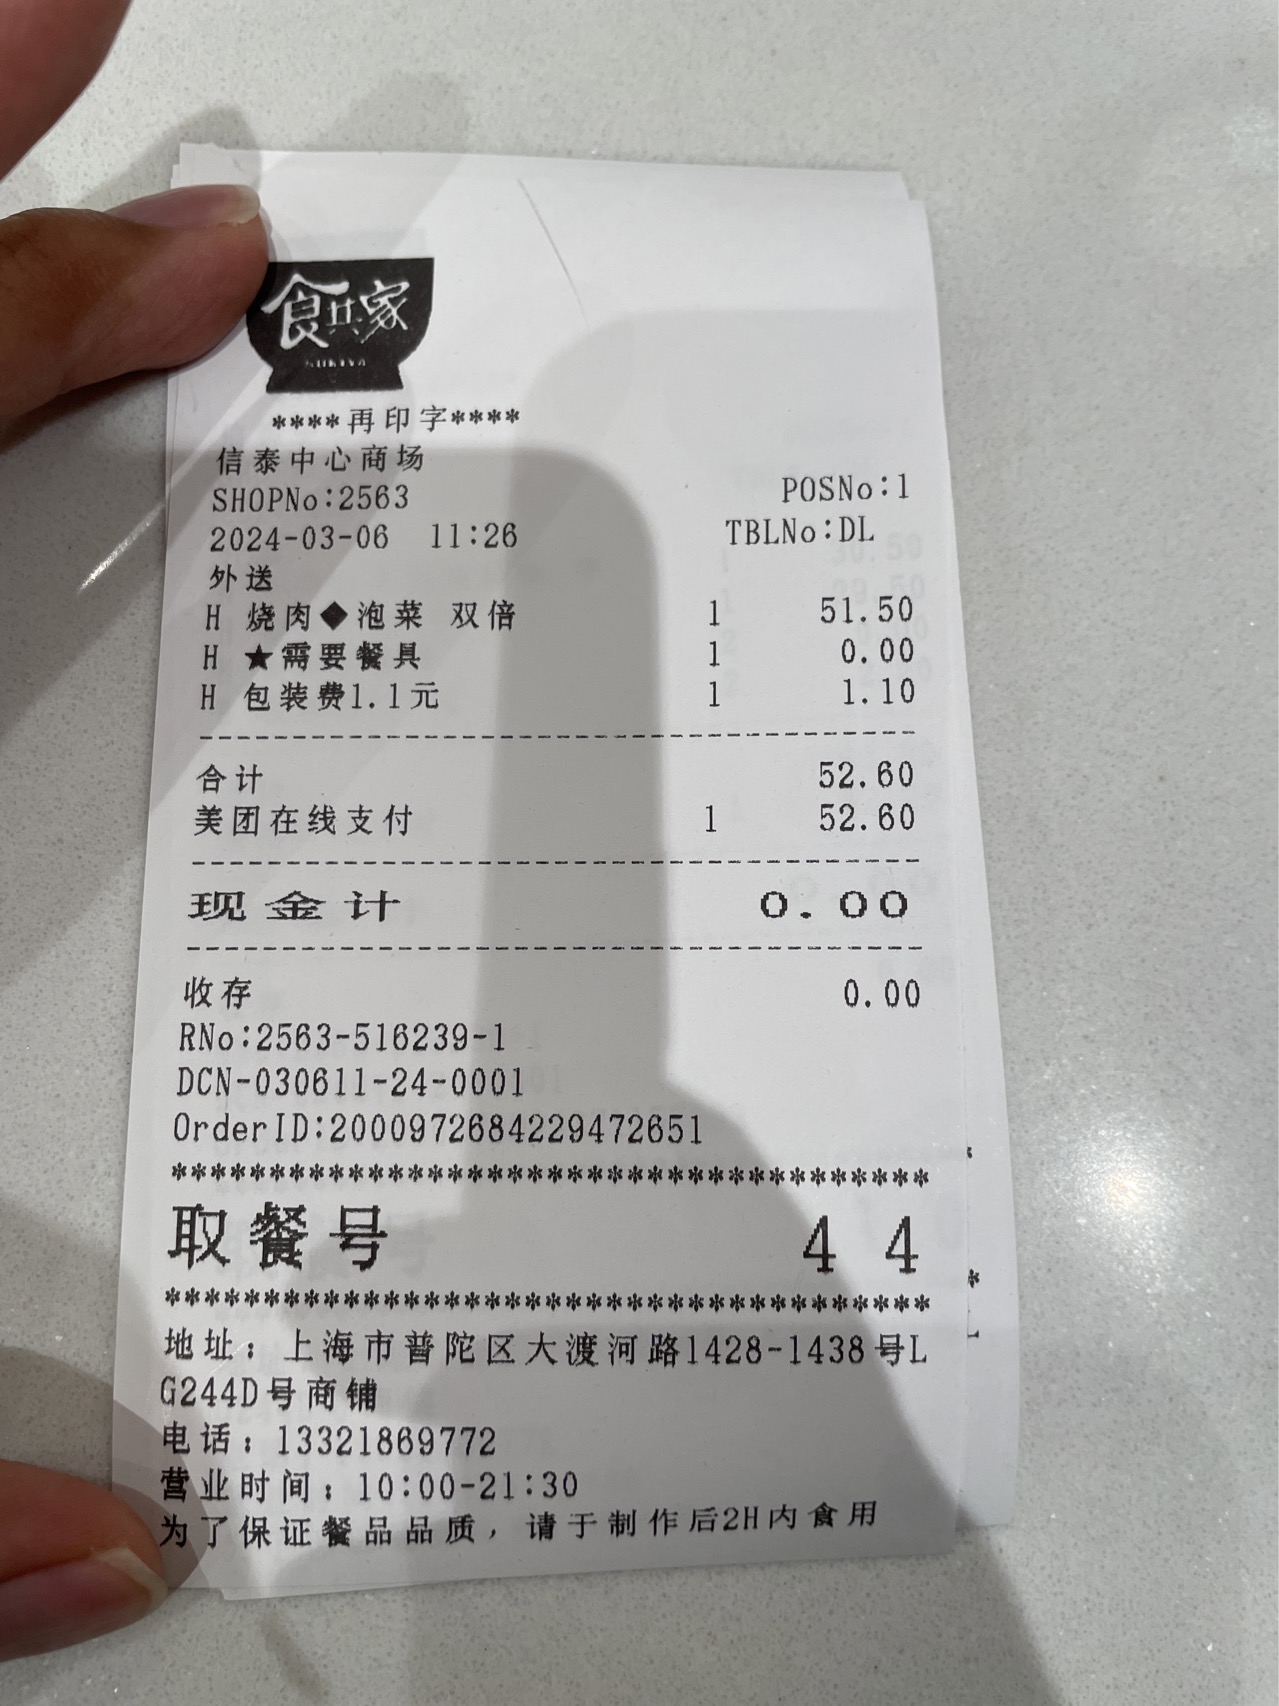 食其家
SUKIYA
****再印字****
信泰中心商场
SHOPNo:2563 POSNo:1
2024-03-06 11:26 TBLNo:DL
外送
H 烧肉◆泡菜 双倍 1 51.50
H ★需要餐具 1 0.00
H 包装费1.1元 1 1.10
合计 52.60
美团在线支付 1 52.60
现金计 0.00
收存 0.00
RNo:2563-516239-1
DCN-030611-24-0001
OrderID:2000972684229472651
***************************************
取餐号 44
***************************************
地址：上海市普陀区大渡河路1428-1438号L
G244D号商铺
电话：13321869772
营业时间：10:00-21:30
为了保证餐品品质，请于制作后2H内食用